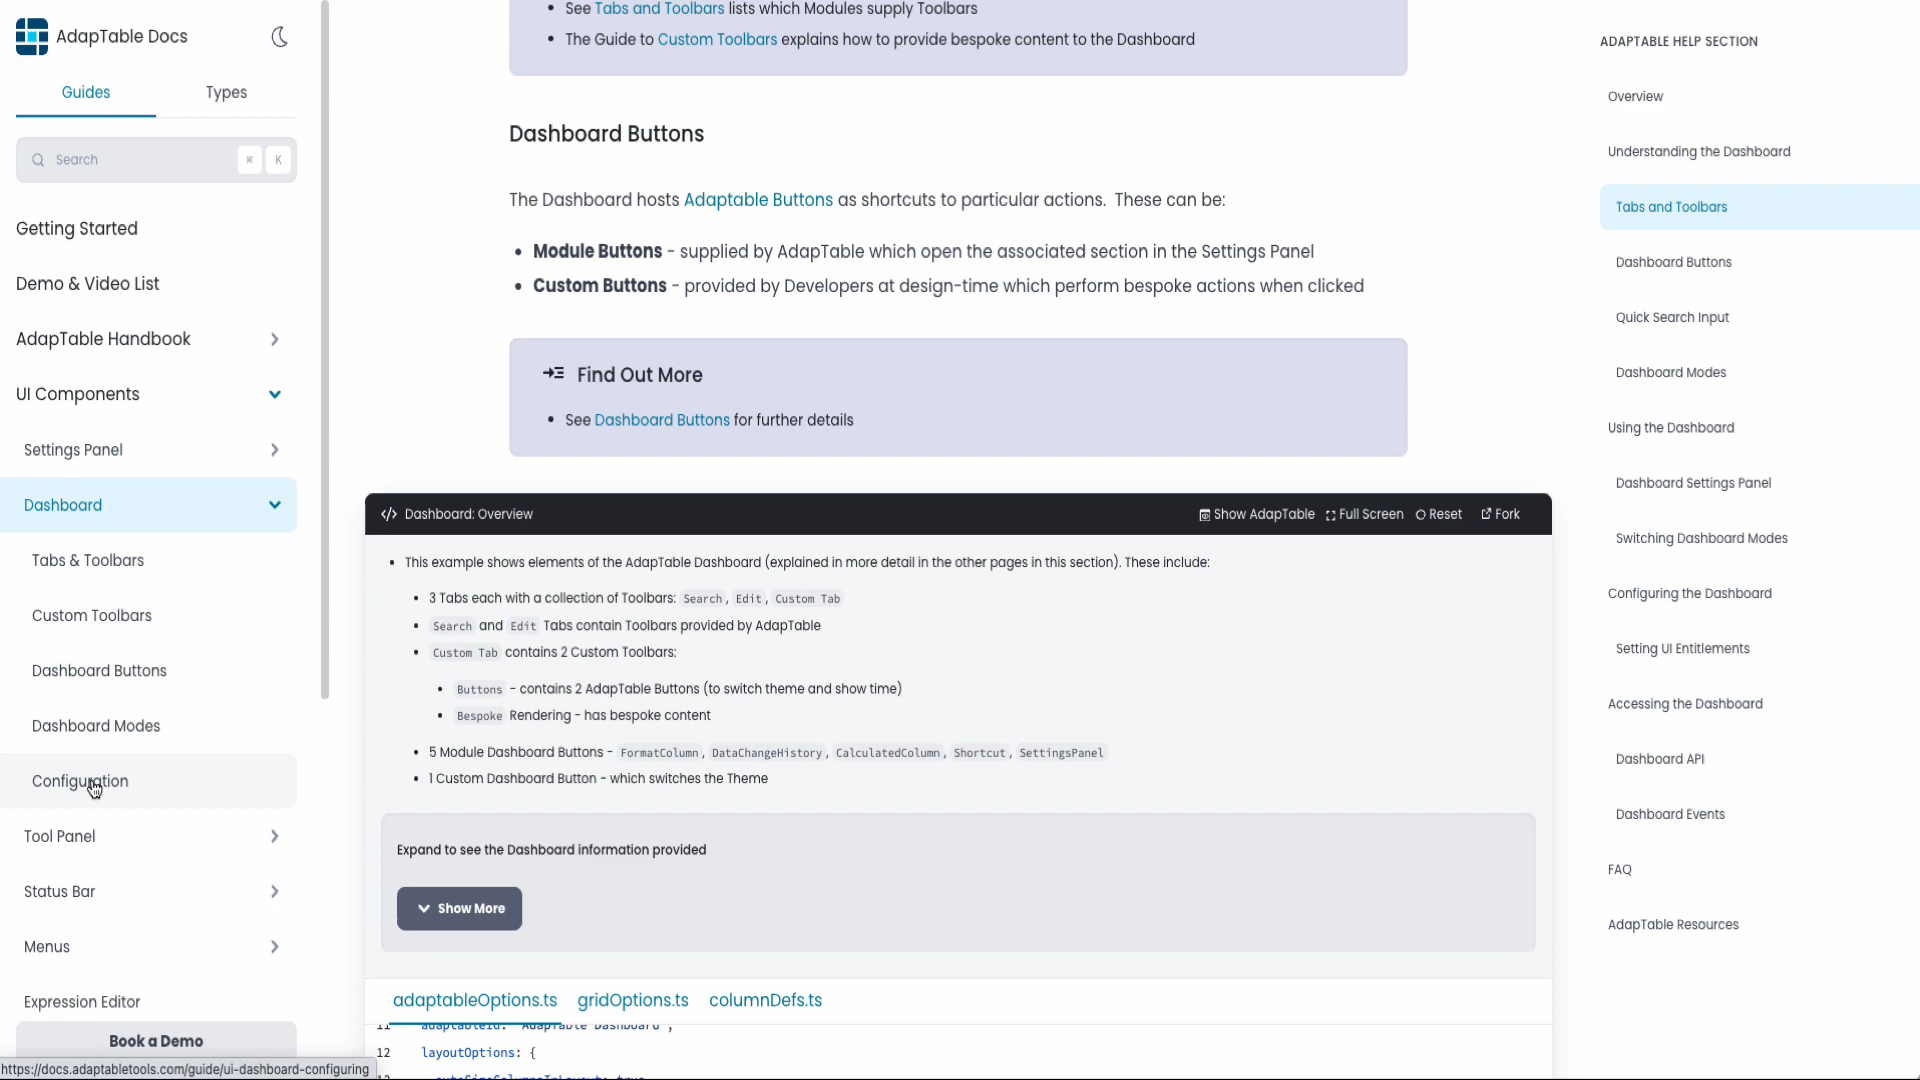 AdapTable Docs
Guides
Types
Search
⌘
K
Getting Started
Demo & Video List
AdapTable Handbook
UI Components
Settings Panel
Dashboard
Tabs & Toolbars
Custom Toolbars
Dashboard Buttons
Dashboard Modes
Configuration
Tool Panel
Status Bar
Menus
Expression Editor
Book a Demo
https://docs.adaptabletools.com/guide/ui-dashboard-configuring
See Tabs and Toolbars lists which Modules supply Toolbars
The Guide to Custom Toolbars explains how to provide bespoke content to the Dashboard
Dashboard Buttons
The Dashboard hosts Adaptable Buttons as shortcuts to particular actions. These can be:
Module Buttons - supplied by AdapTable which open the associated section in the Settings Panel
Custom Buttons - provided by Developers at design-time which perform bespoke actions when clicked
Find Out More
See Dashboard Buttons for further details
Dashboard: Overview
Show AdapTable
Full Screen
Reset
Fork
This example shows elements of the AdapTable Dashboard (explained in more detail in the other pages in this section). These include:
3 Tabs each with a collection of Toolbars: Search, Edit, Custom Tab
Search and Edit Tabs contain Toolbars provided by AdapTable
Custom Tab contains 2 Custom Toolbars:
Buttons - contains 2 AdapTable Buttons (to switch theme and show time)
Bespoke Rendering - has bespoke content
5 Module Dashboard Buttons - FormatColumn, DataChangeHistory, CalculatedColumn, Shortcut, SettingsPanel
1 Custom Dashboard Button - which switches the Theme
Expand to see the Dashboard information provided
Show More
adaptableOptions.ts
gridOptions.ts
columnDefs.ts
11 adaptableId: 'AdapTable Dashboard',
12 layoutOptions: {
13 autoSizeColumnsInLayout: true
ADAPTABLE HELP SECTION
Overview
Understanding the Dashboard
Tabs and Toolbars
Dashboard Buttons
Quick Search Input
Dashboard Modes
Using the Dashboard
Dashboard Settings Panel
Switching Dashboard Modes
Configuring the Dashboard
Setting UI Entitlements
Accessing the Dashboard
Dashboard API
Dashboard Events
FAQ
AdapTable Resources